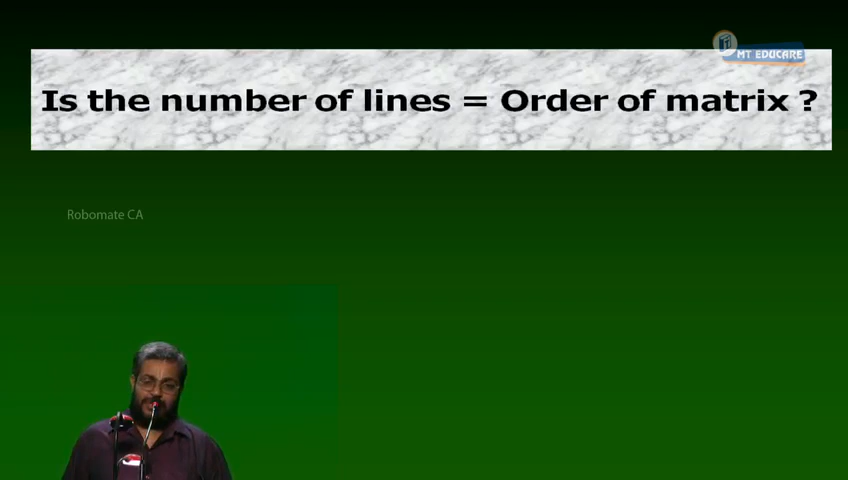 MT EDUCARE
Is the number of lines = Order of matrix ?
Robomate CA